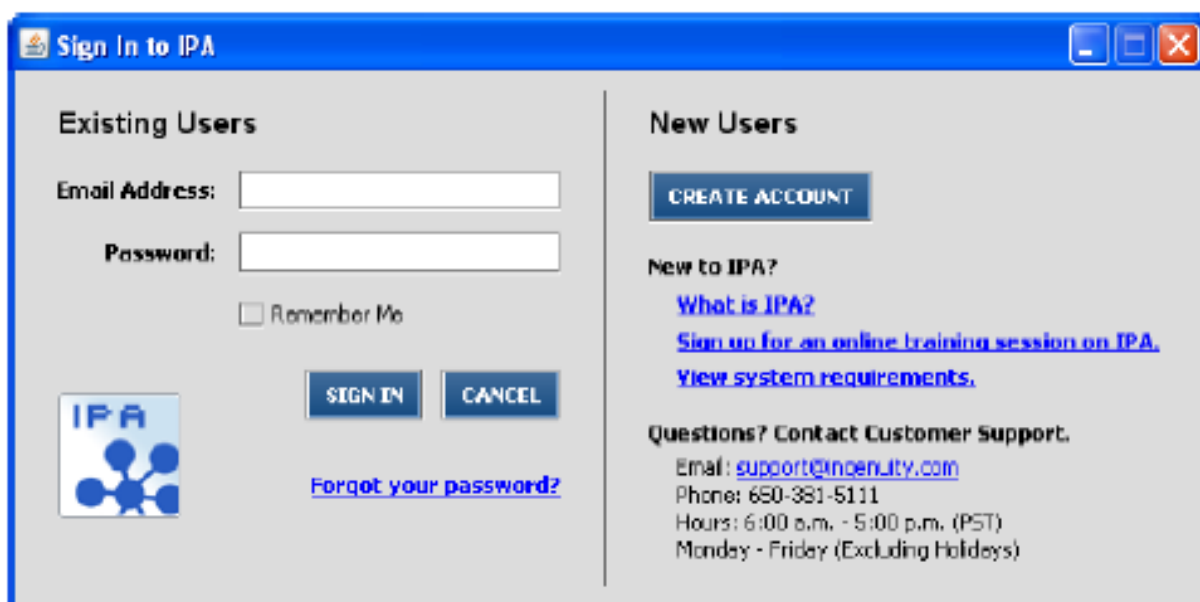 Sign In to IPA
Existing Users
Email Address:
Password:
Remember Me
SIGN IN
CANCEL
IPA
Forgot your password?
New Users
CREATE ACCOUNT
New to IPA?
What is IPA?
Sign up for an online training session on IPA.
View system requirements.
Questions? Contact Customer Support.
Email: support@ingenuity.com
Phone: 650-381-5111
Hours: 6:00 a.m. - 5:00 p.m. (PST)
Monday - Friday (Excluding Holidays)